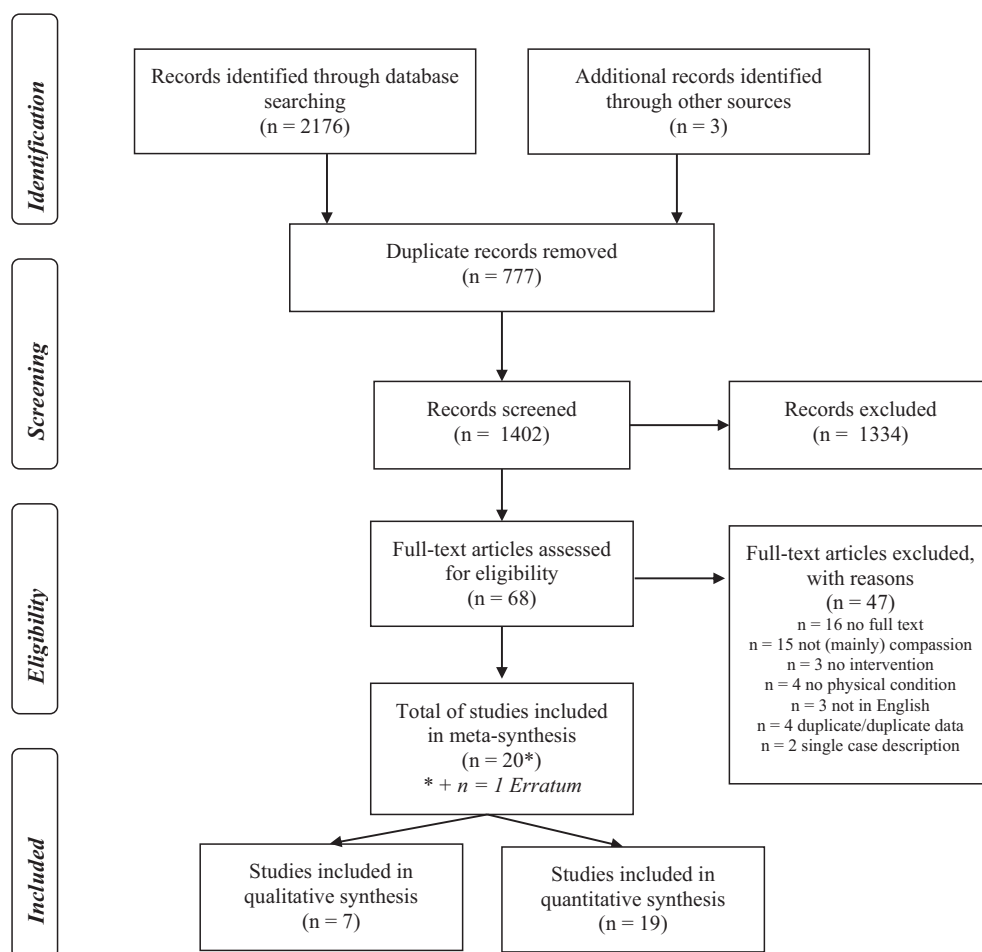 Identification
Records identified through database
searching
(n = 2176)
Additional records identified
through other sources
(n = 3)
Duplicate records removed
(n = 777)
Screening
Records screened
(n = 1402)
Records excluded
(n = 1334)
Eligibility
Full-text articles assessed
for eligibility
(n = 68)
Full-text articles excluded,
with reasons
(n = 47)
n = 16 no full text
n = 15 not (mainly) compassion
n = 3 no intervention
n = 4 no physical condition
n = 3 not in English
n = 4 duplicate/duplicate data
n = 2 single case description
Total of studies included
in meta-synthesis
(n = 20*)
* + n = 1 Erratum
Included
Studies included in
qualitative synthesis
(n = 7)
Studies included in
quantitative synthesis
(n = 19)